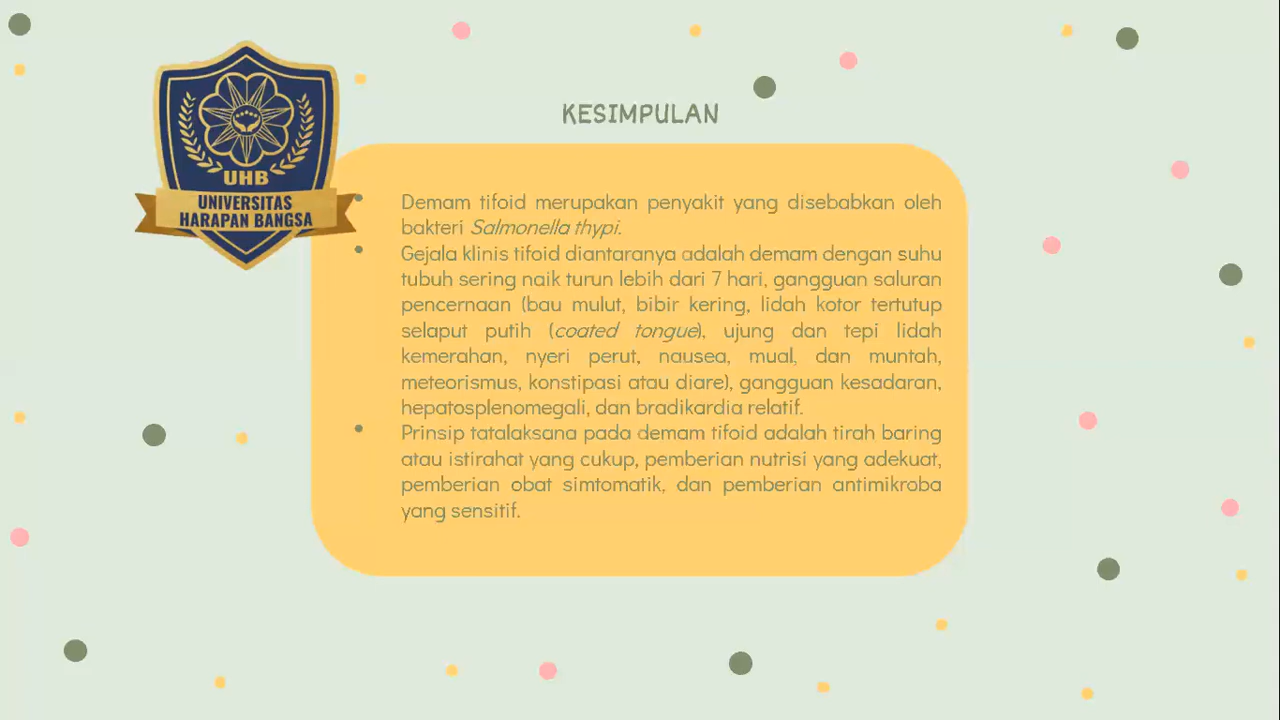 UHB
UNIVERSITAS
HARAPAN BANGSA
KESIMPULAN
• Demam tifoid merupakan penyakit yang disebabkan oleh
bakteri Salmonella thypi.
• Gejala klinis tifoid diantaranya adalah demam dengan suhu
tubuh sering naik turun lebih dari 7 hari, gangguan saluran
pencernaan (bau mulut, bibir kering, lidah kotor tertutup
selaput putih (coated tongue), ujung dan tepi lidah
kemerahan, nyeri perut, nausea, mual, dan muntah,
meteorismus, konstipasi atau diare), gangguan kesadaran,
hepatosplenomegali, dan bradikardia relatif.
• Prinsip tatalaksana pada demam tifoid adalah tirah baring
atau istirahat yang cukup, pemberian nutrisi yang adekuat,
pemberian obat simtomatik, dan pemberian antimikroba
yang sensitif.